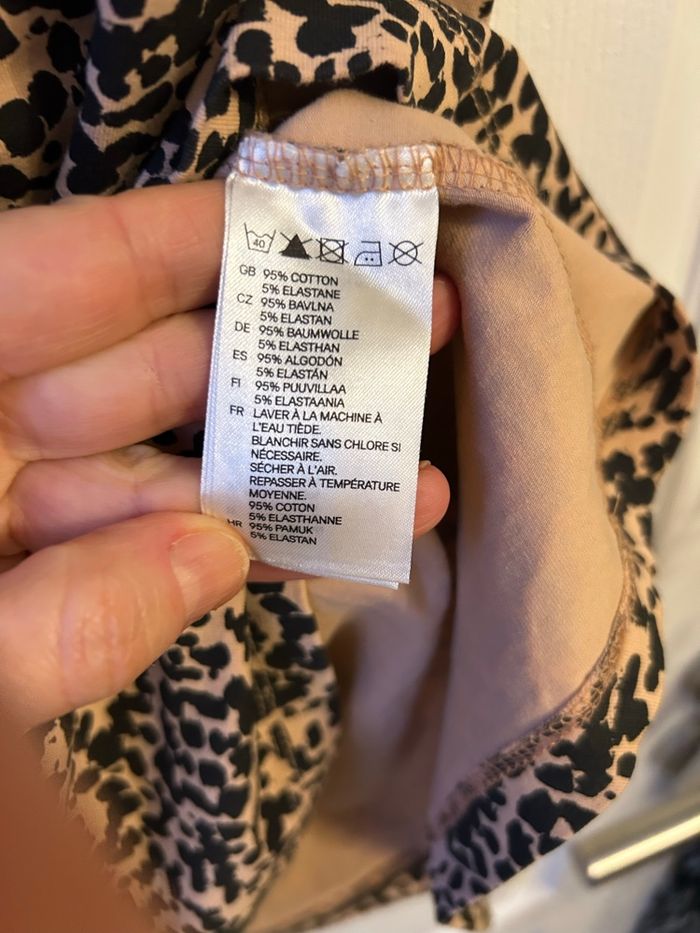 40
GB 95% COTTON
5% ELASTANE
CZ 95% BAVLNA
5% ELASTAN
DE 95% BAUMWOLLE
5% ELASTHAN
ES 95% ALGODÓN
5% ELASTÁN
FI 95% PUUVILLAA
5% ELASTAANIA
FR LAVER À LA MACHINE À
L'EAU TIÈDE.
BLANCHIR SANS CHLORE SI
NÉCESSAIRE.
SÉCHER À L'AIR.
REPASSER À TEMPÉRATURE
MOYENNE.
95% COTON
5% ELASTHANNE
HR 95% PAMUK
5% ELASTAN